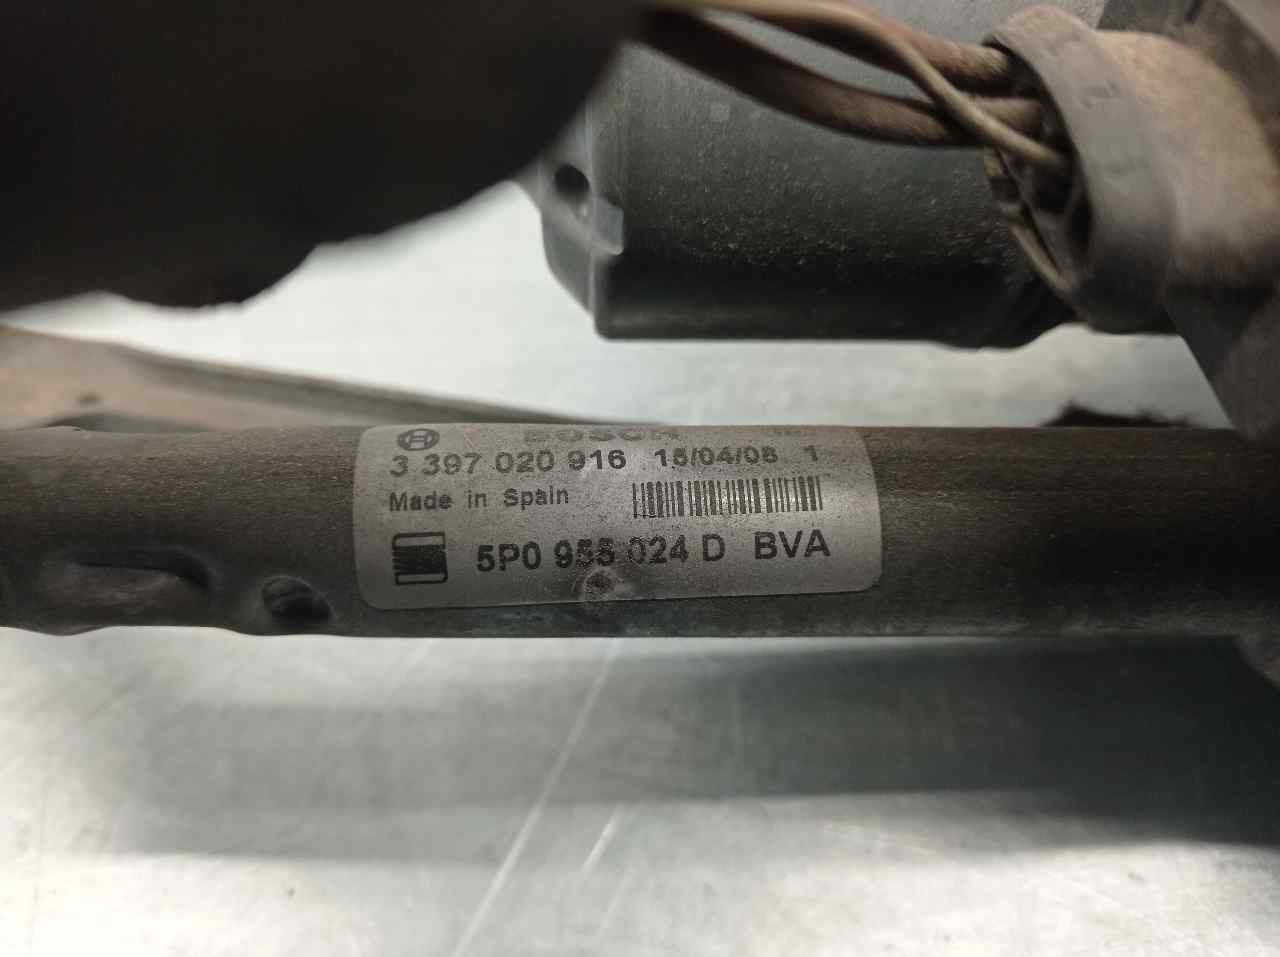 BOSCH
3 397 020 916 15/04/08 1
Made in Spain
5P0 955 024 D BVA